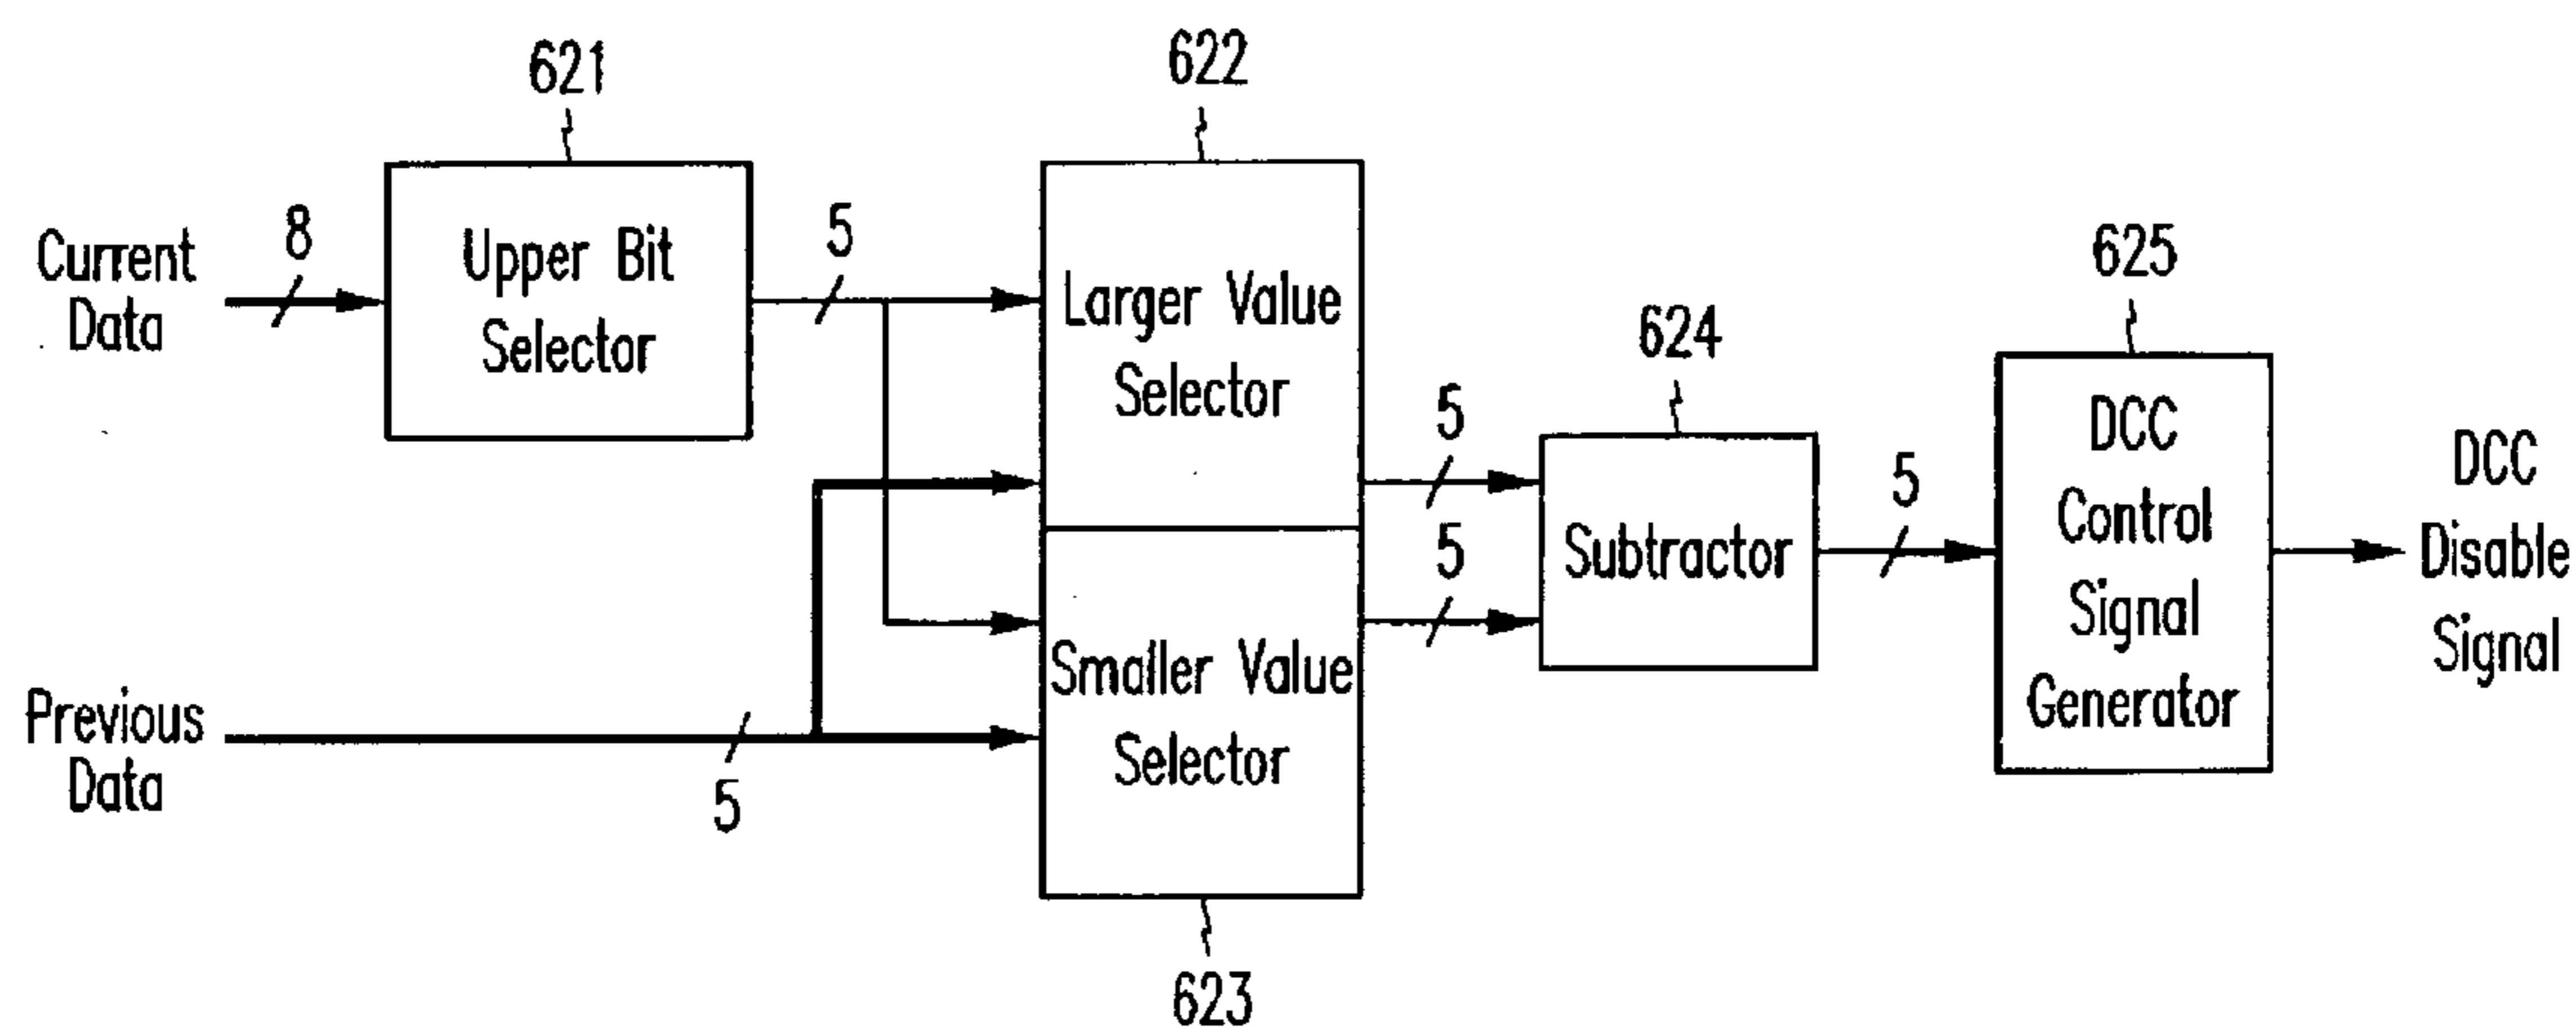 621
622
Current
Data
8
Upper Bit
Selector
5
Larger Value
Selector
5
624
625
Smaller Value
Selector
5
Subtractor
5
DCC
Control
Signal
Generator
DCC
Disable
Signal
Previous
Data
5
623